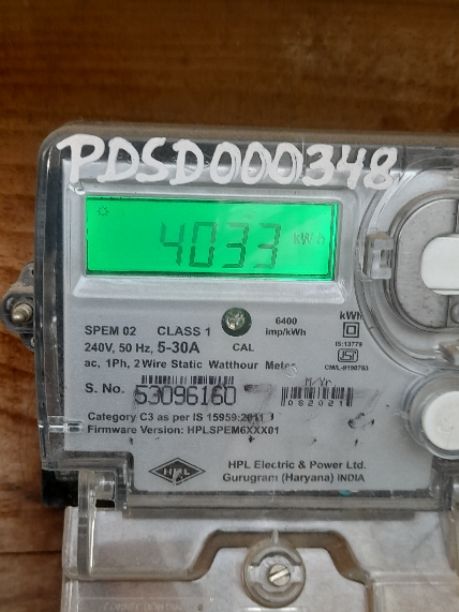 PDSD000348
4033 kWh
6400 imp/kWh
kWh
SPEM 02 CLASS 1
240V, 50 Hz, 5-30A CAL
IS:13779
ac, 1Ph, 2 Wire Static Watthour Meter
S. No. 53096160
M/Yr
Category C3 as per IS 15959:2011
Firmware Version: HPLSPEM6XXX01
HPL
HPL Electric & Power Ltd.
Gurugram (Haryana) INDIA